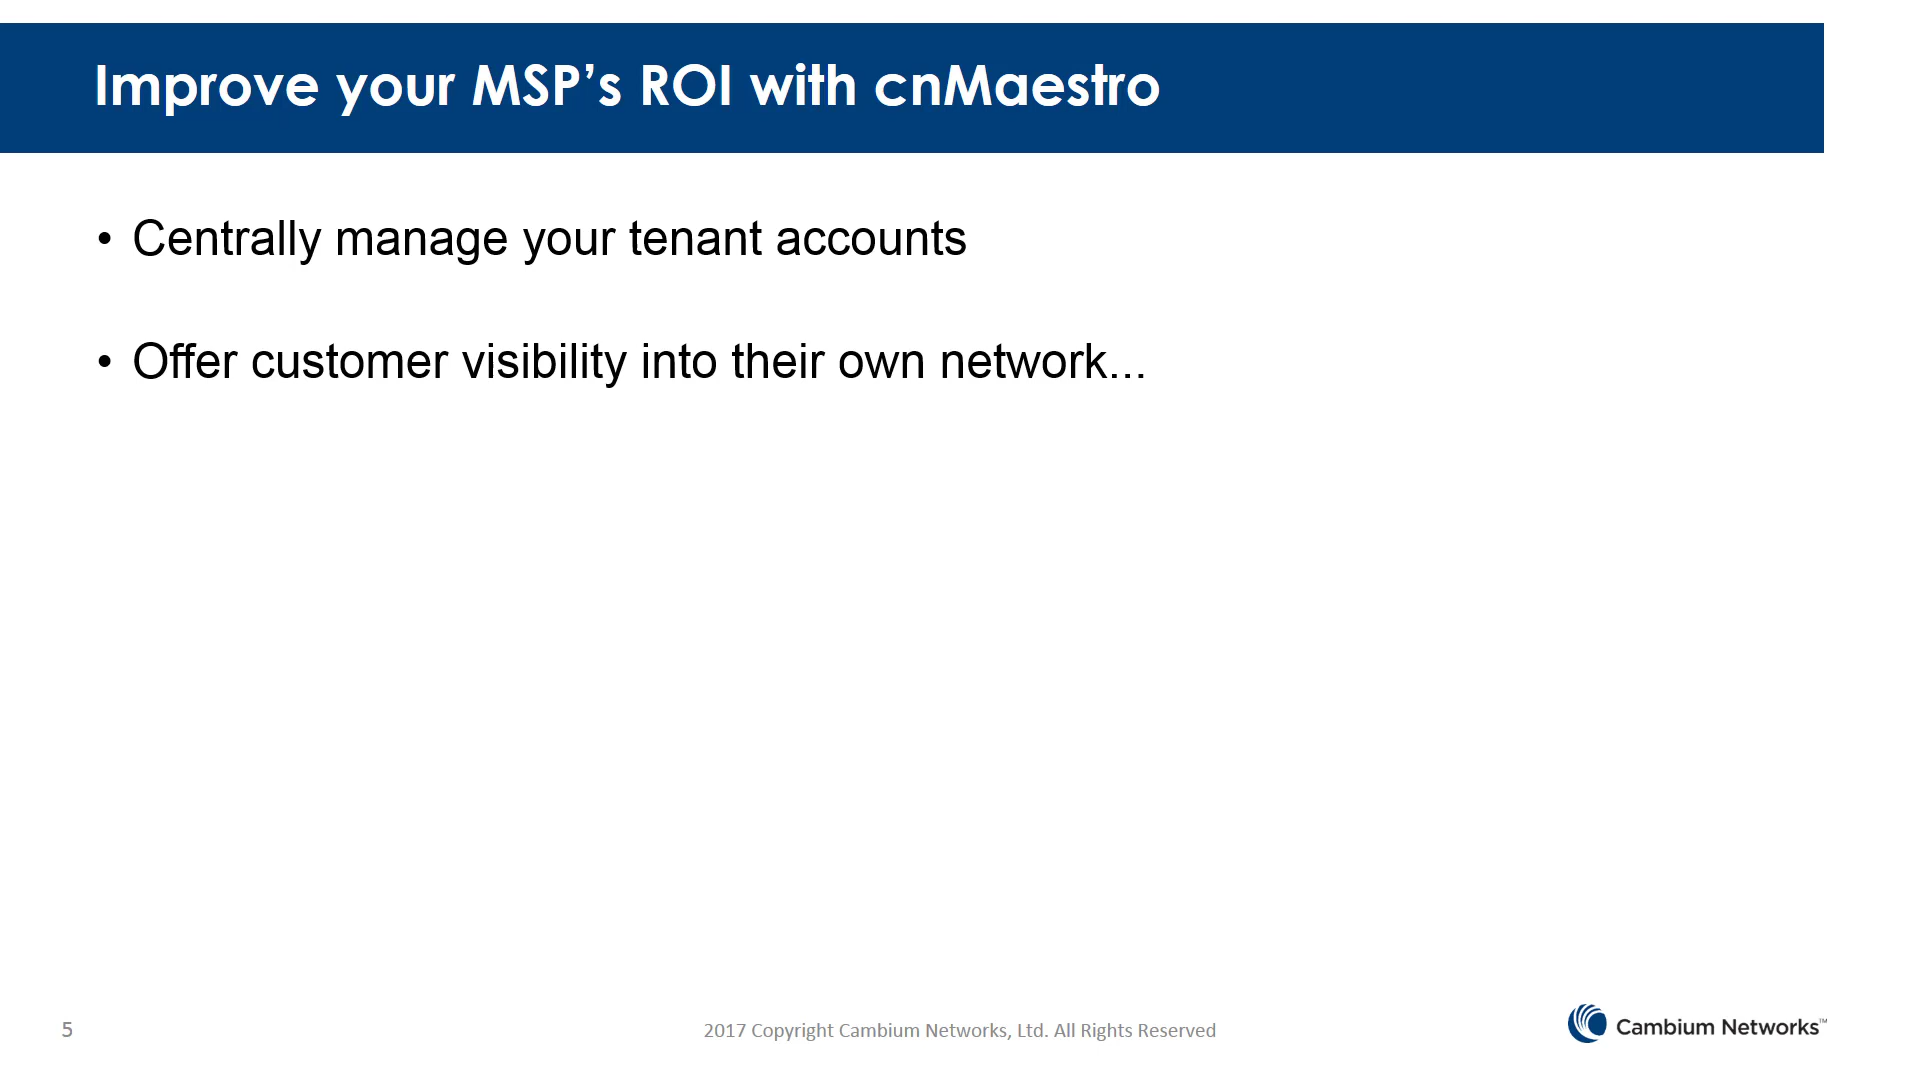 Improve your MSP’s ROI with cnMaestro
• Centrally manage your tenant accounts
• Offer customer visibility into their own network...
5
2017 Copyright Cambium Networks, Ltd. All Rights Reserved
Cambium Networks™